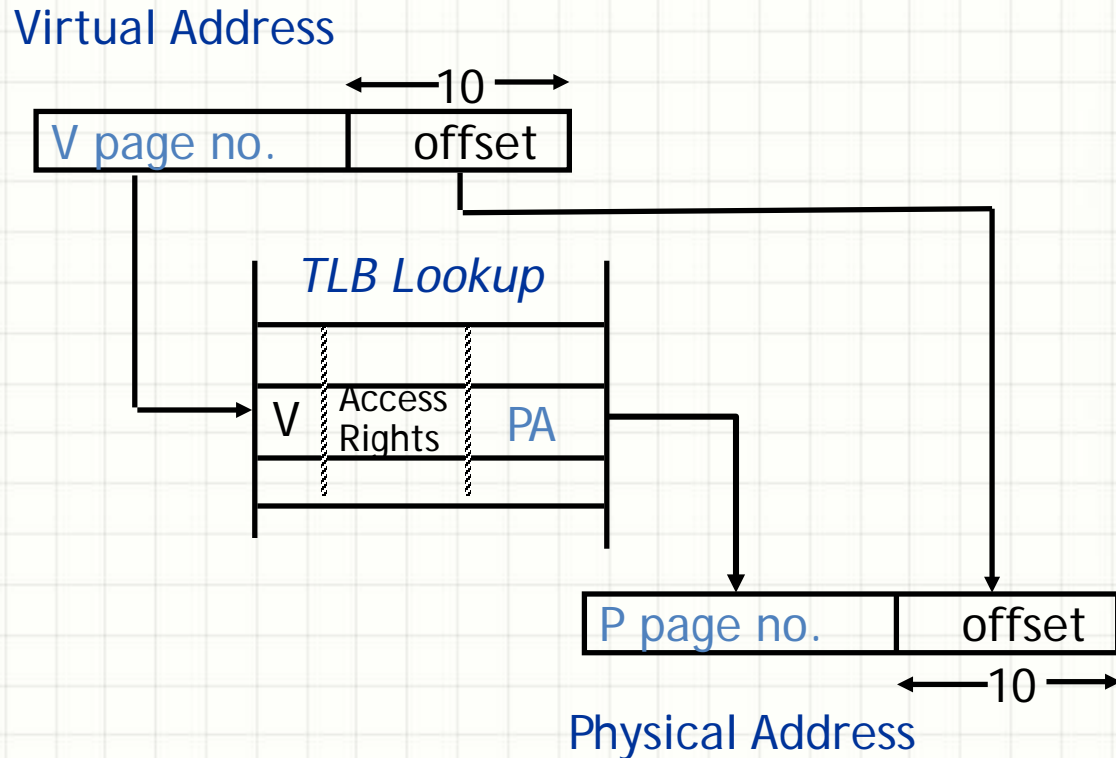 Virtual Address
10
V page no. offset
TLB Lookup
V Access Rights PA
P page no. offset
10
Physical Address